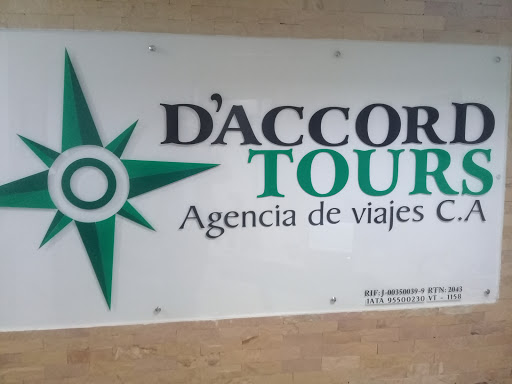 D'ACCORD
TOURS
Agencia de viajes C.A
RIF: J-00350039-9 RTN: 2043
IATA 95500230 VT - 1158